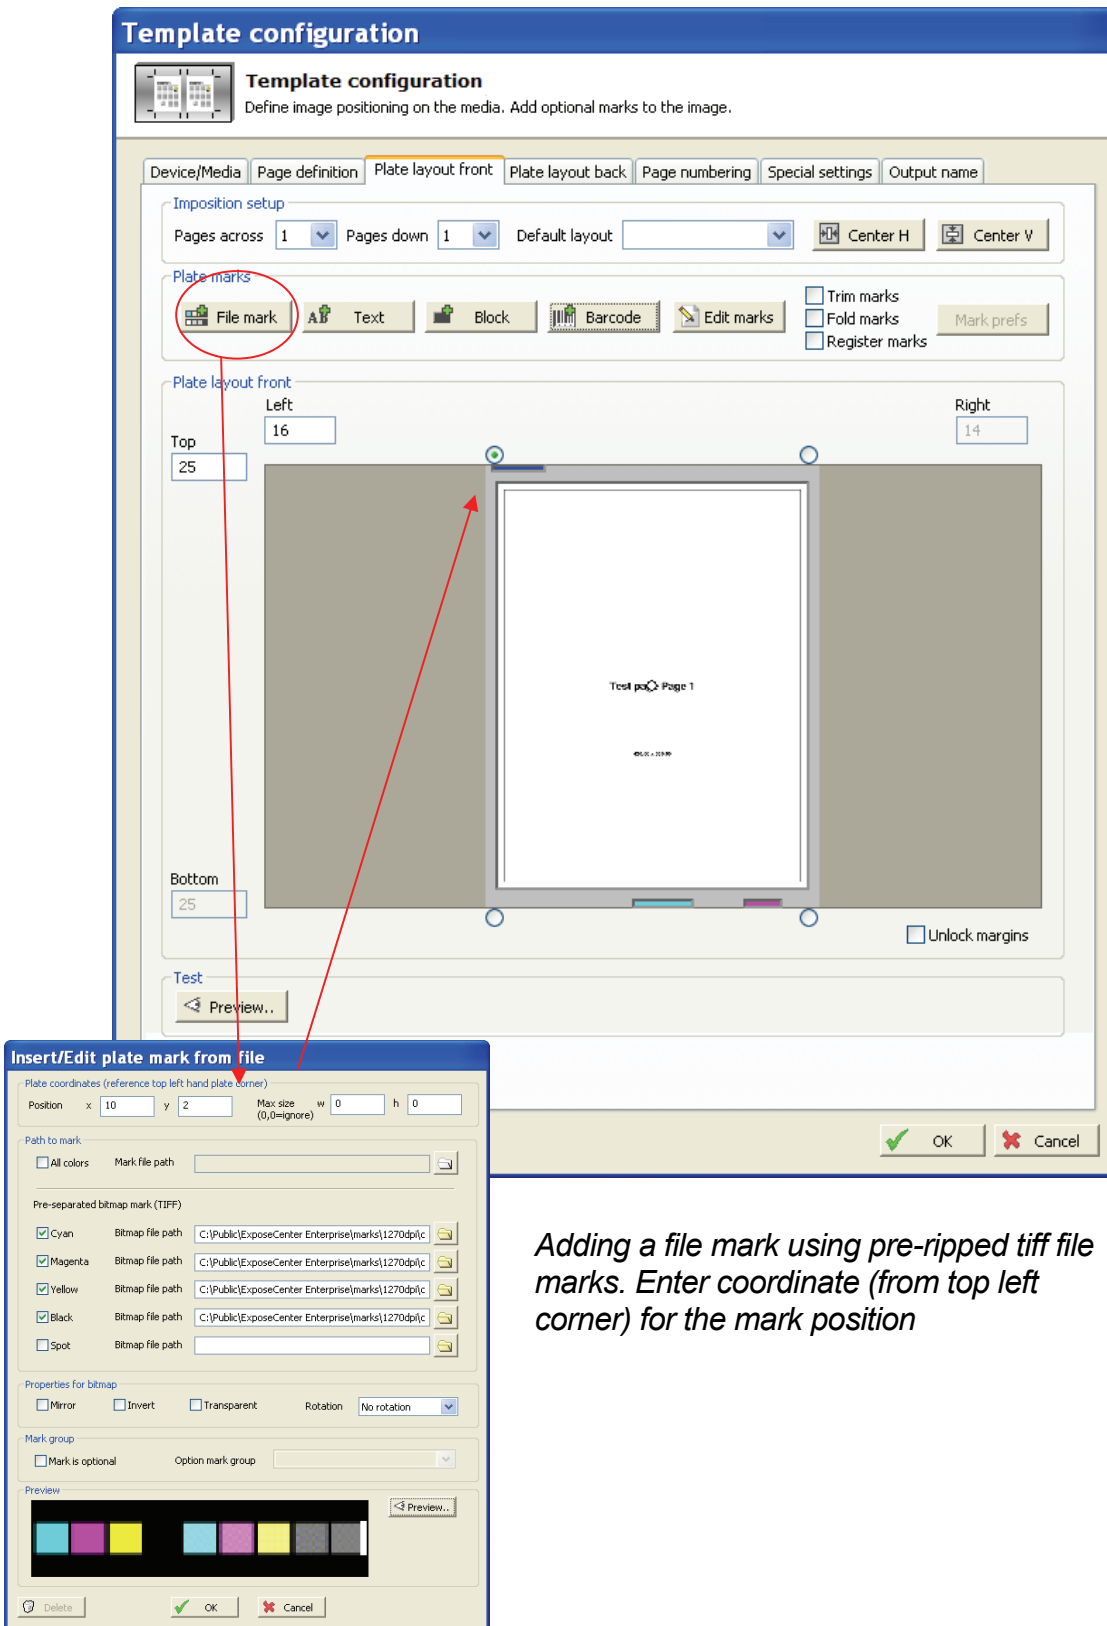 Template configuration
Template configuration
Define image positioning on the media. Add optional marks to the image.
Device/Media Page definition Plate layout front Plate layout back Page numbering Special settings Output name
Imposition setup
Pages across 1 Pages down 1 Default layout Center H Center V
Plate marks
File mark AB Text Block Barcode Edit marks
Trim marks
Fold marks
Register marks
Mark prefs
Plate layout front
Left
16
Right
14
Top
25
Test page Page 1
Bottom
25
Unlock margins
Test
Preview..
OK Cancel
Insert/Edit plate mark from file
Plate coordinates (reference top left hand plate corner)
Position x 10 y 2 Max size w 0 h 0
(0,0=ignore)
Path to mark
All colors Mark file path
Pre-separated bitmap mark (TIFF)
Cyan Bitmap file path C:\Public\ExposeCenter Enterprise\marks\1270dpi\c
Magenta Bitmap file path C:\Public\ExposeCenter Enterprise\marks\1270dpi\c
Yellow Bitmap file path C:\Public\ExposeCenter Enterprise\marks\1270dpi\c
Black Bitmap file path C:\Public\ExposeCenter Enterprise\marks\1270dpi\c
Spot Bitmap file path
Properties for bitmap
Mirror Invert Transparent Rotation No rotation
Mark group
Mark is optional Option mark group
Preview
Preview..
Delete OK Cancel
Adding a file mark using pre-ripped tiff file
marks. Enter coordinate (from top left
corner) for the mark position